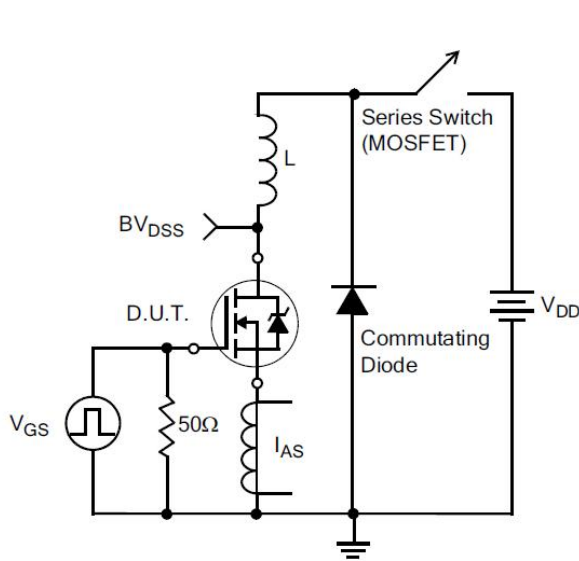 Series Switch
(MOSFET)
L
BVDSS
D.U.T.
VDD
Commutating
Diode
VGS
50Ω
IAS